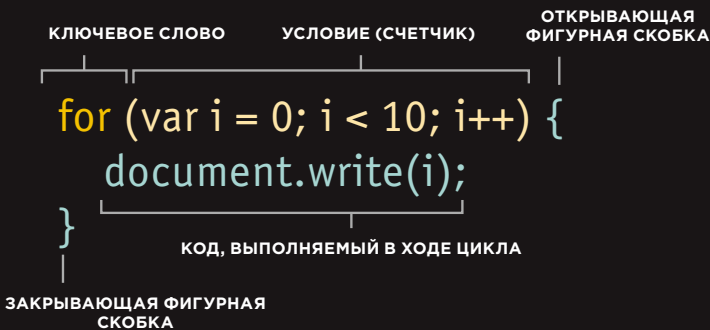 КЛЮЧЕВОЕ СЛОВО
УСЛОВИЕ (СЧЕТЧИК)
ОТКРЫВАЮЩАЯ
ФИГУРНАЯ СКОБКА
for (var i = 0; i < 10; i++) {
document.write(i);
}
КОД, ВЫПОЛНЯЕМЫЙ В ХОДЕ ЦИКЛА
ЗАКРЫВАЮЩАЯ ФИГУРНАЯ
СКОБКА